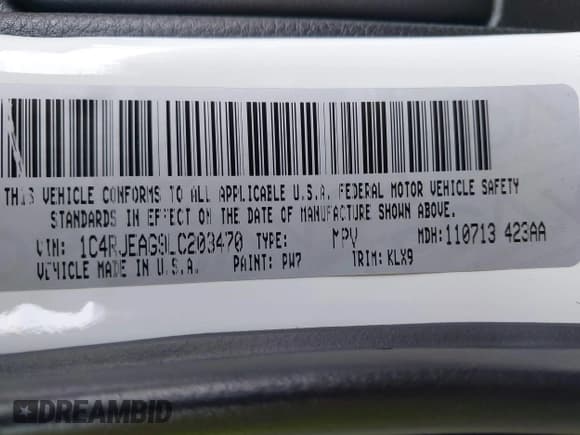 THIS VEHICLE CONFORMS TO ALL APPLICABLE U.S.A. FEDERAL MOTOR VEHICLE SAFETY
STANDARDS IN EFFECT ON THE DATE OF MANUFACTURE SHOWN ABOVE.
VIN: 1C4RJEAG9LC203470 TYPE: MPV MDH:110713 423AA
VEHICLE MADE IN U.S.A. PAINT: PW7 TRIM:KLX9
DREAMBID